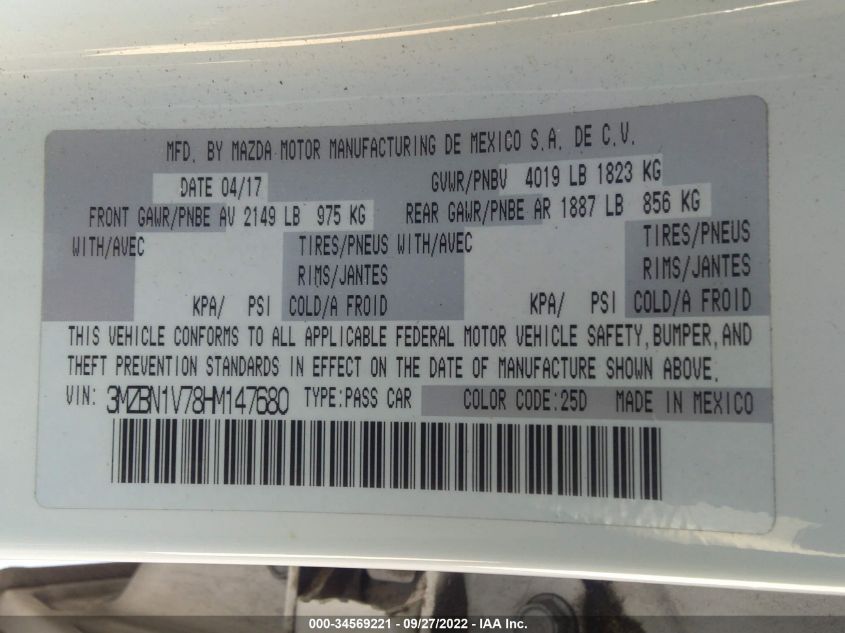 MFD. BY MAZDA MOTOR MANUFACTURING DE MEXICO S.A. DE C.V.
DATE 04/17 GVWR/PNBV 4019 LB 1823 KG
FRONT GAWR/PNBE AV 2149 LB 975 KG REAR GAWR/PNBE AR 1887 LB 856 KG
WITH/AVEC TIRES/PNEUS WITH/AVEC TIRES/PNEUS
RIMS/JANTES RIMS/JANTES
KPA/ PSI COLD/A FROID KPA/ PSI COLD/A FROID
THIS VEHICLE CONFORMS TO ALL APPLICABLE FEDERAL MOTOR VEHICLE SAFETY, BUMPER, AND
THEFT PREVENTION STANDARDS IN EFFECT ON THE DATE OF MANUFACTURE SHOWN ABOVE.
VIN: 3MZBN1V78HM147680 TYPE:PASS CAR COLOR CODE:25D MADE IN MEXICO
000-34569221 - 09/27/2022 - IAA Inc.